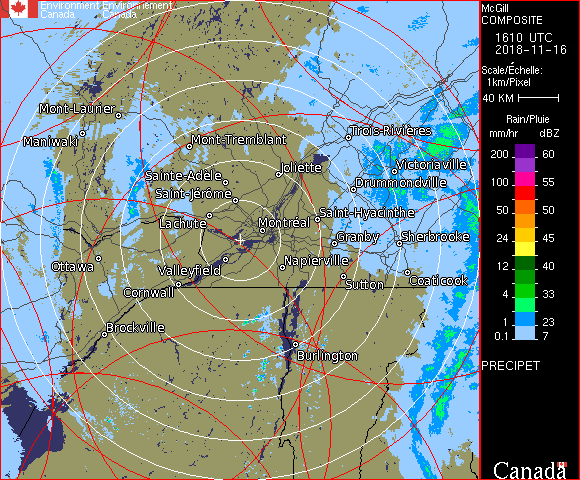 Environment Environnement
Canada Canada
Mont-Laurier
Maniwaki
Mont-Tremblant
Trois-Rivières
Joliette
Victoriaville
Sainte-Adèle
Drummondville
Saint-Jérôme
Saint-Hyacinthe
Lachute
Montréal
Granby
Sherbrooke
Ottawa
Valleyfield
Napierville
Sutton
Coaticook
Cornwall
Brockville
Burlington
McGill
COMPOSITE
1610 UTC
2018-11-16
Scale/Échelle:
1km/Pixel
40 KM
Rain/Pluie
mm/hr dBZ
200 60
150 57
100 55
50 50
24 45
12 40
4 33
1 23
0.1 7
PRECIPET
Canada